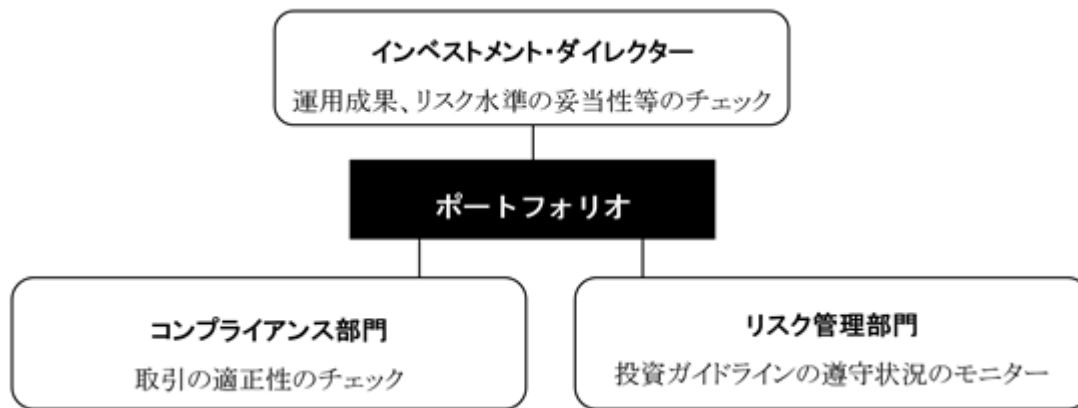 インベストメント・ダイレクター
運用成果、リスク水準の妥当性等のチェック
ポートフォリオ
コンプライアンス部門
取引の適正性のチェック
リスク管理部門
投資ガイドラインの遵守状況のモニター